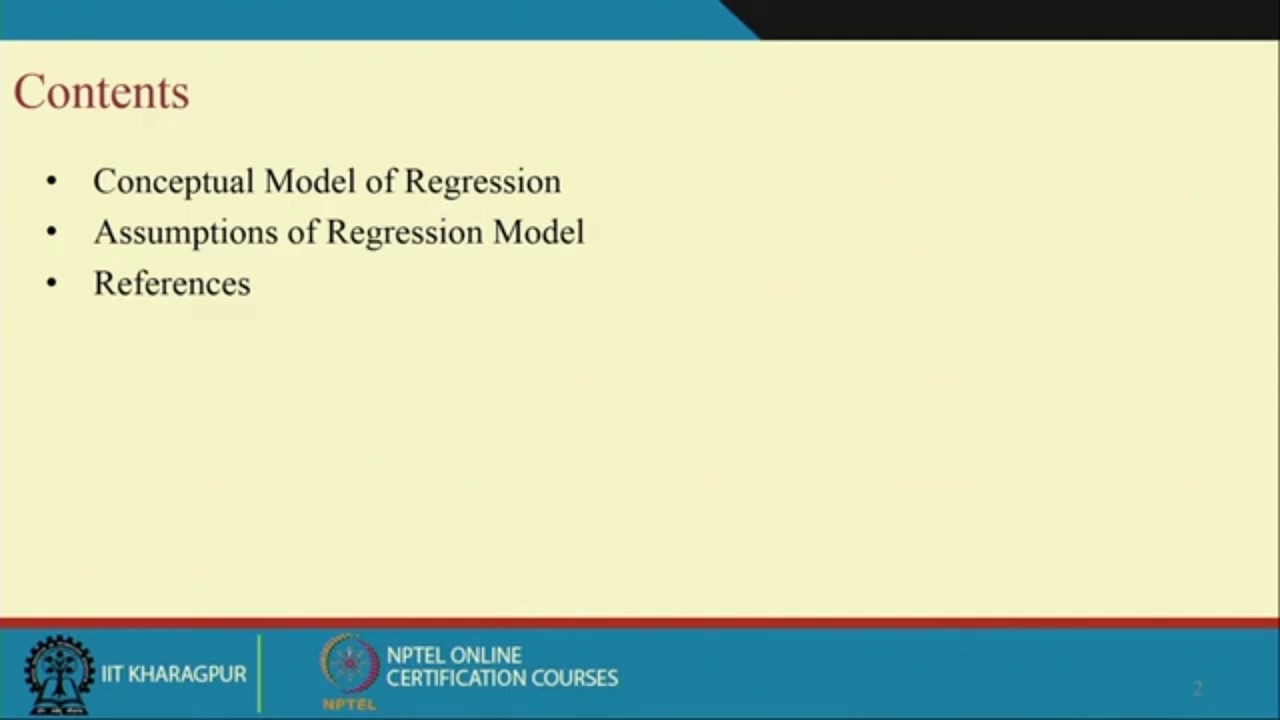 Contents
• Conceptual Model of Regression
• Assumptions of Regression Model
• References
IIT KHARAGPUR
NPTEL
NPTEL ONLINE
CERTIFICATION COURSES
2